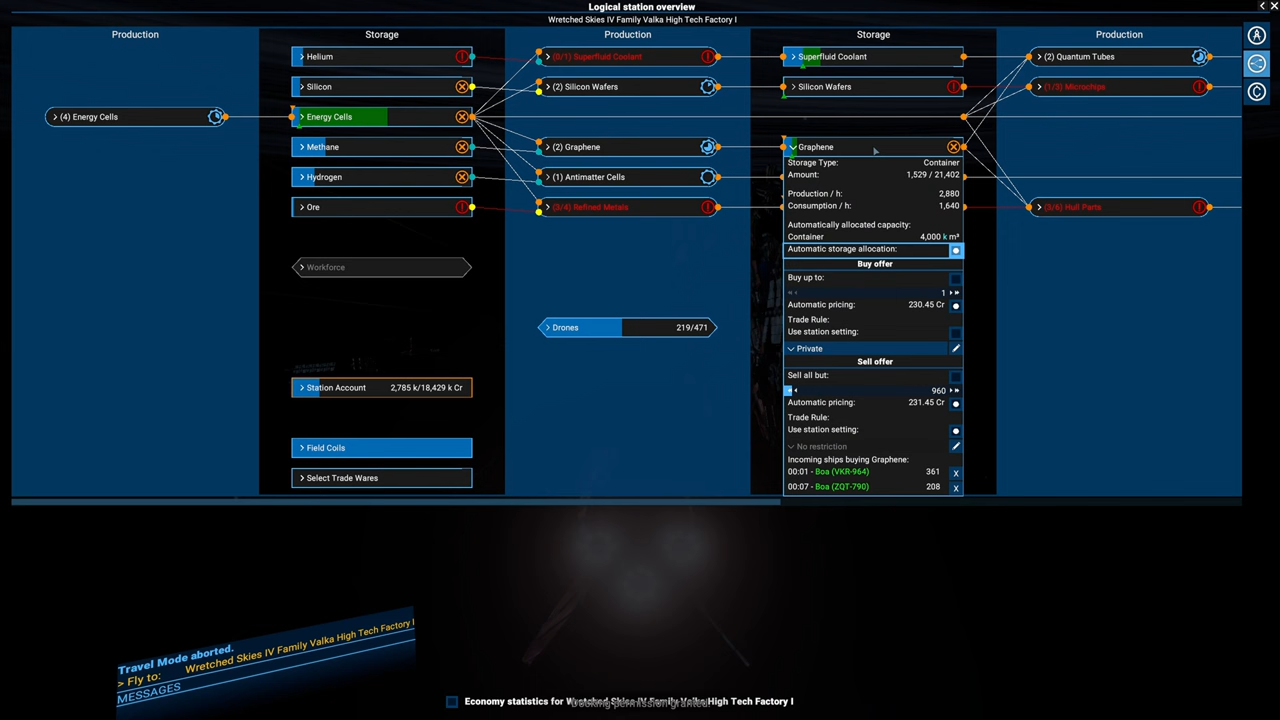 Logical station overview
Wretched Skies IV Family Valka High Tech Factory I
Production
Storage
Production
Storage
Production
Helium
(0/1) Superfluid Coolant
Superfluid Coolant
(2) Quantum Tubes
Silicon
(2) Silicon Wafers
Silicon Wafers
(1/3) Microchips
(4) Energy Cells
Energy Cells
Methane
(2) Graphene
Graphene
Hydrogen
(1) Antimatter Cells
Ore
(3/4) Refined Metals
(3/6) Hull Parts
Storage Type: Container
Amount: 1,529 / 21,402
Production / h: 2,880
Consumption / h: 1,640
Automatically allocated capacity:
Container 4,000 k m³
Automatic storage allocation:
Buy offer
Buy up to:
1
Automatic pricing: 230.45 Cr
Trade Rule:
Use station setting:
Private
Sell offer
Sell all but:
960
Automatic pricing: 231.45 Cr
Trade Rule:
Use station setting:
No restriction
Incoming ships buying Graphene:
00:01 - Boa (VKR-964) 361 X
00:07 - Boa (ZQT-790) 208 X
Workforce
Drones 219/471
Station Account 2,785 k/18,429 k Cr
Field Coils
Select Trade Wares
Travel Mode aborted.
> Fly to: Wretched Skies IV Family Valka High Tech Factory I
MESSAGES
Economy statistics for Wretched Skies IV Family Valka High Tech Factory I
Docking permission granted.